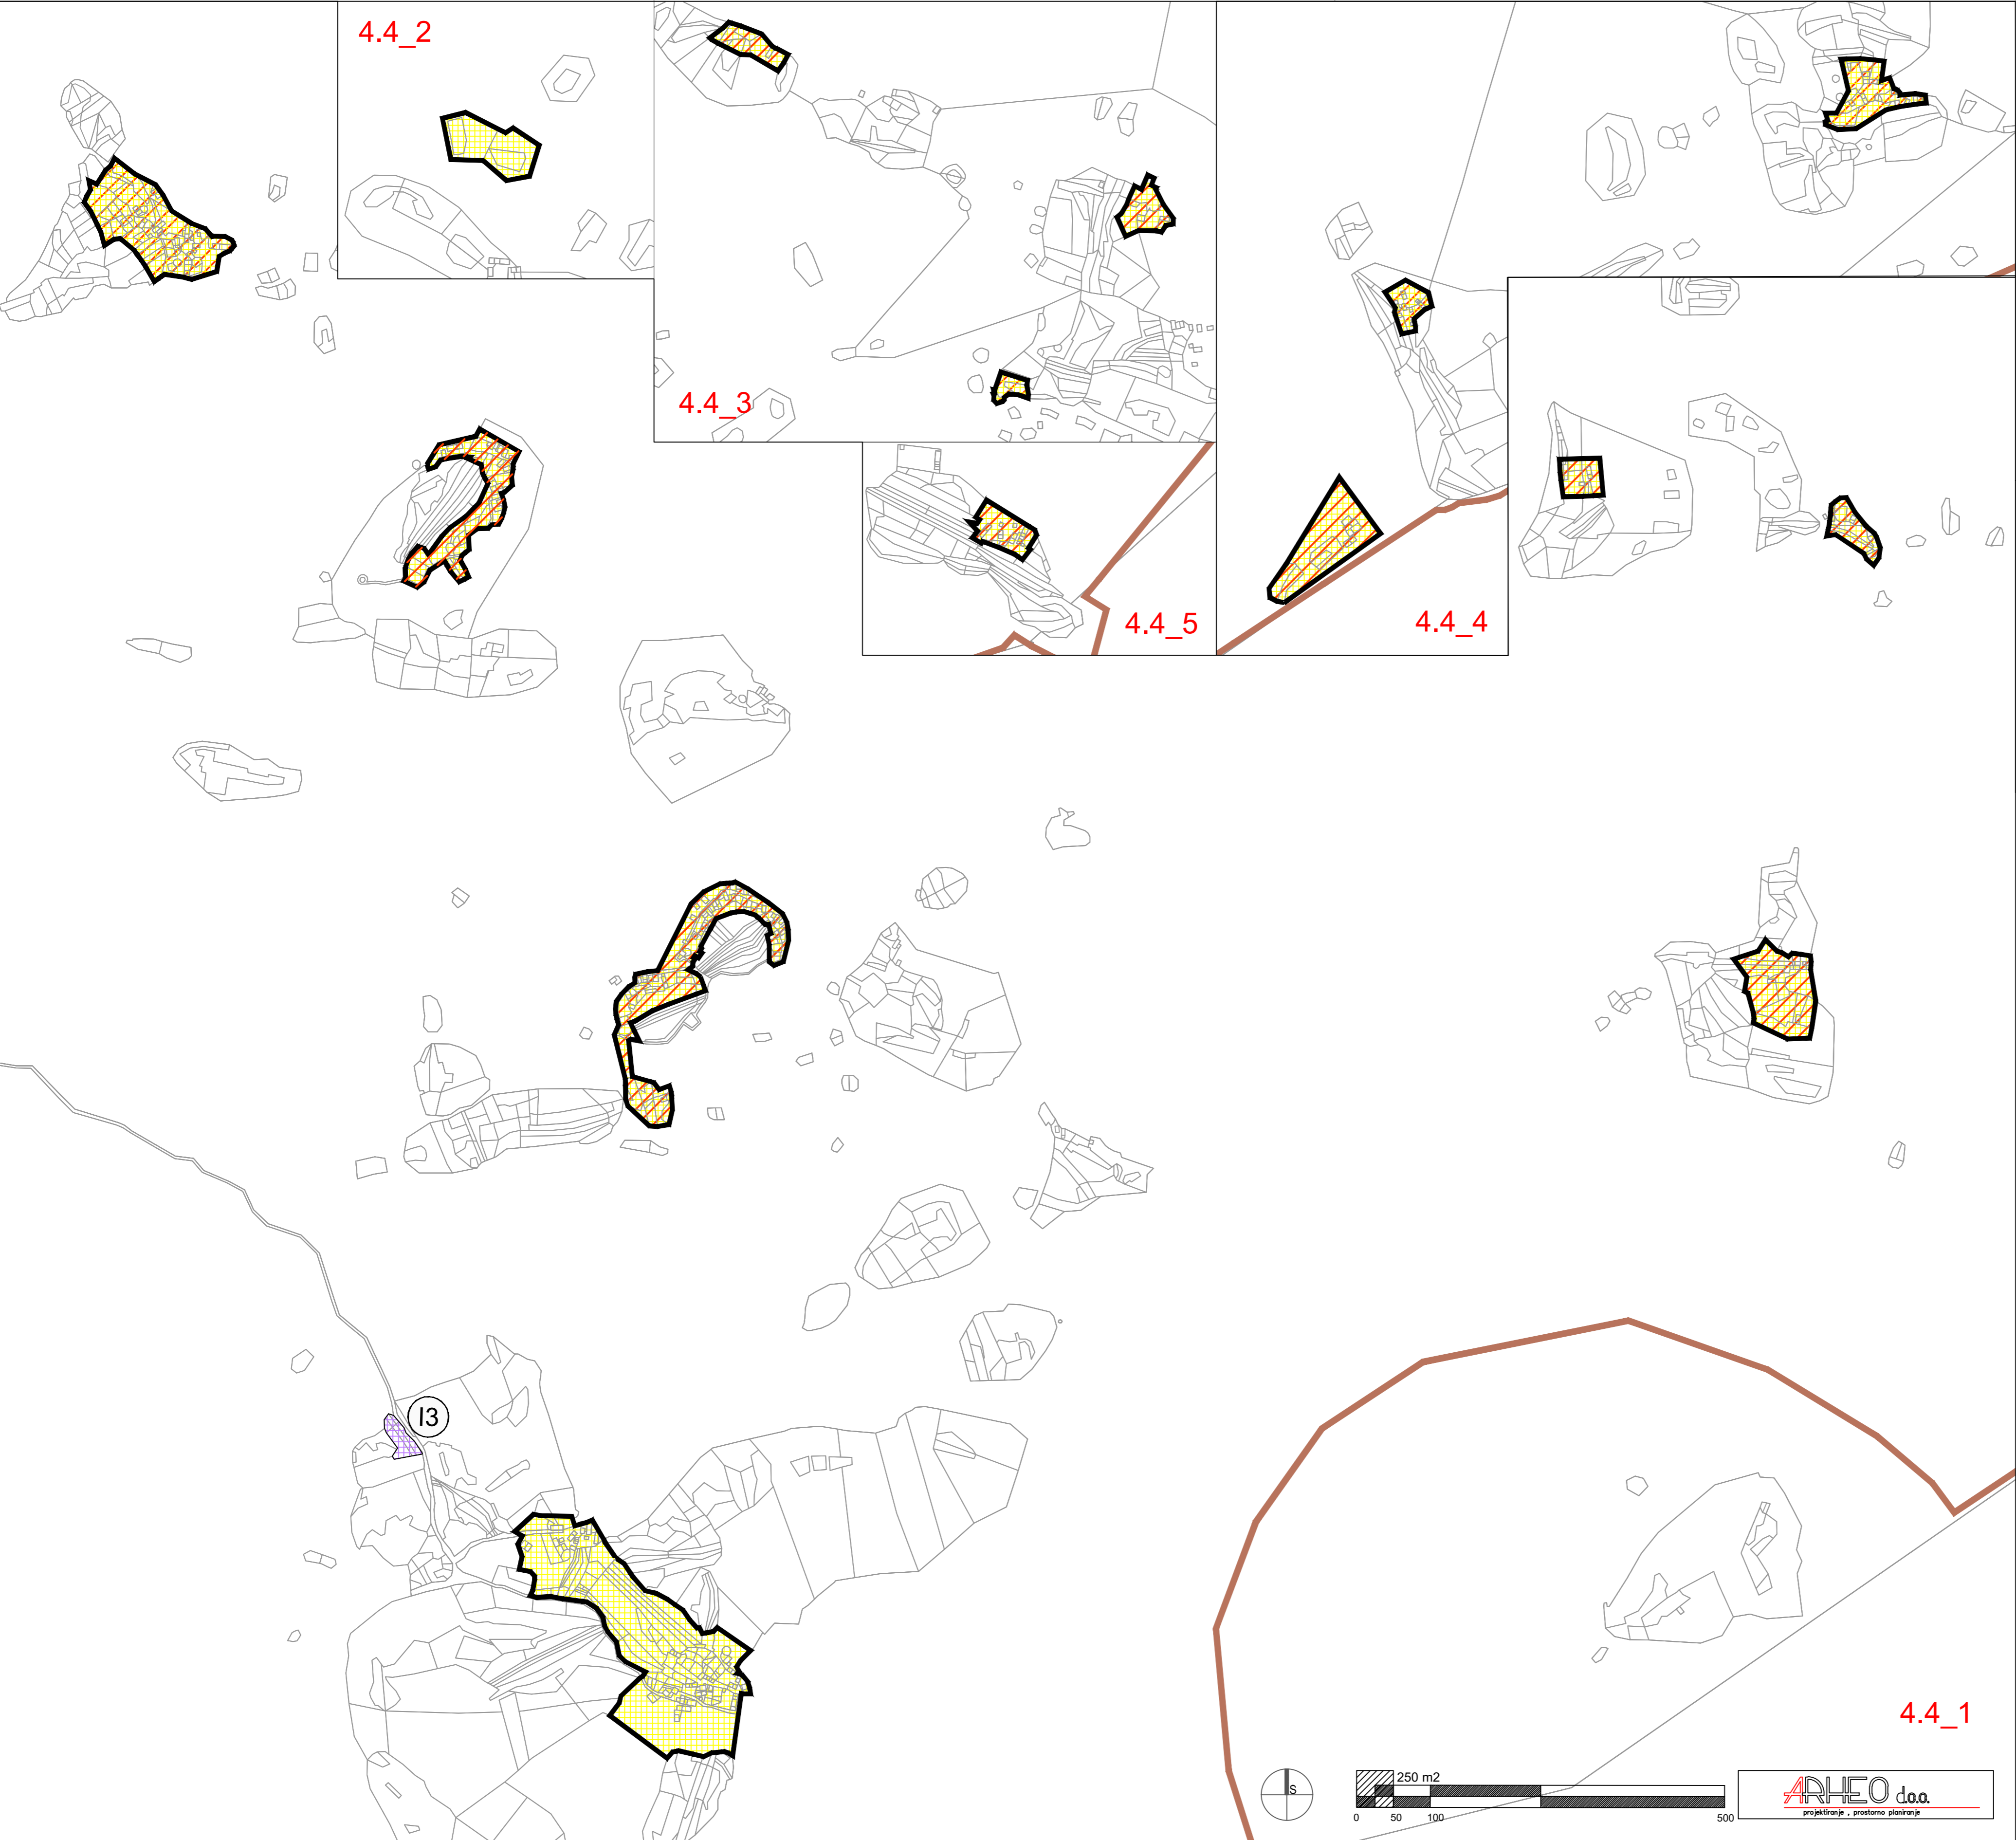 4.4_2
4.4_3
4.4_5
4.4_4
I3
4.4_1
S
250 m2
0 50 100 500
ARHEO d.o.o.
projektiranje , prostorno planiranje